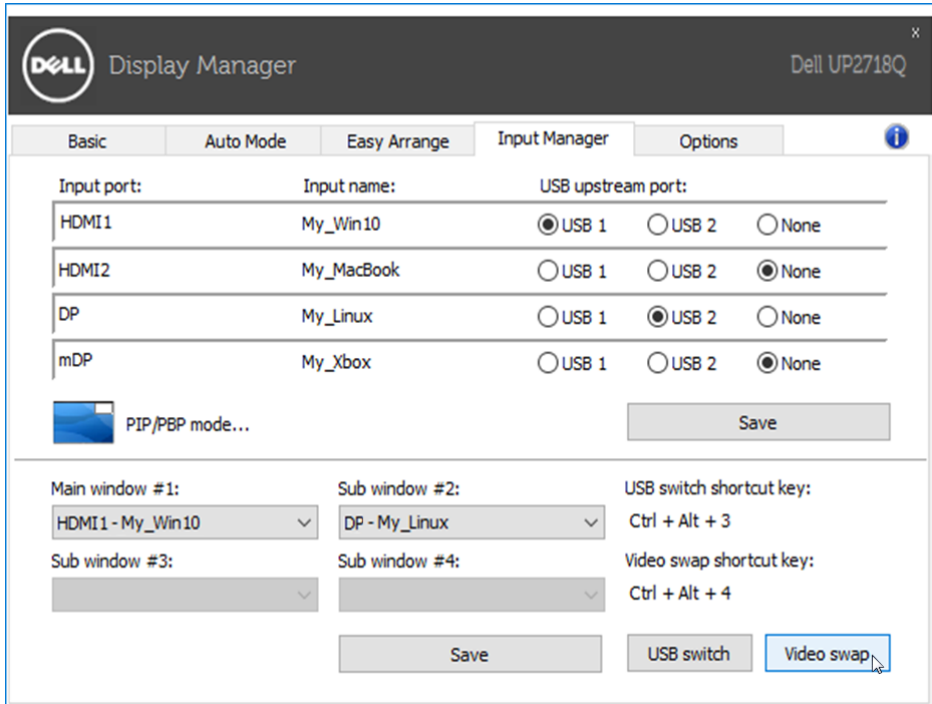 x
DELL Display Manager Dell UP2718Q
Basic Auto Mode Easy Arrange Input Manager Options i
Input port: Input name: USB upstream port:
HDMI1 My_Win10 USB 1 USB 2 None
HDMI2 My_MacBook USB 1 USB 2 None
DP My_Linux USB 1 USB 2 None
mDP My_Xbox USB 1 USB 2 None
PIP/PBP mode... Save
Main window #1: Sub window #2: USB switch shortcut key:
HDMI1 - My_Win10 DP - My_Linux Ctrl + Alt + 3
Sub window #3: Sub window #4: Video swap shortcut key:
Ctrl + Alt + 4
Save USB switch Video swap